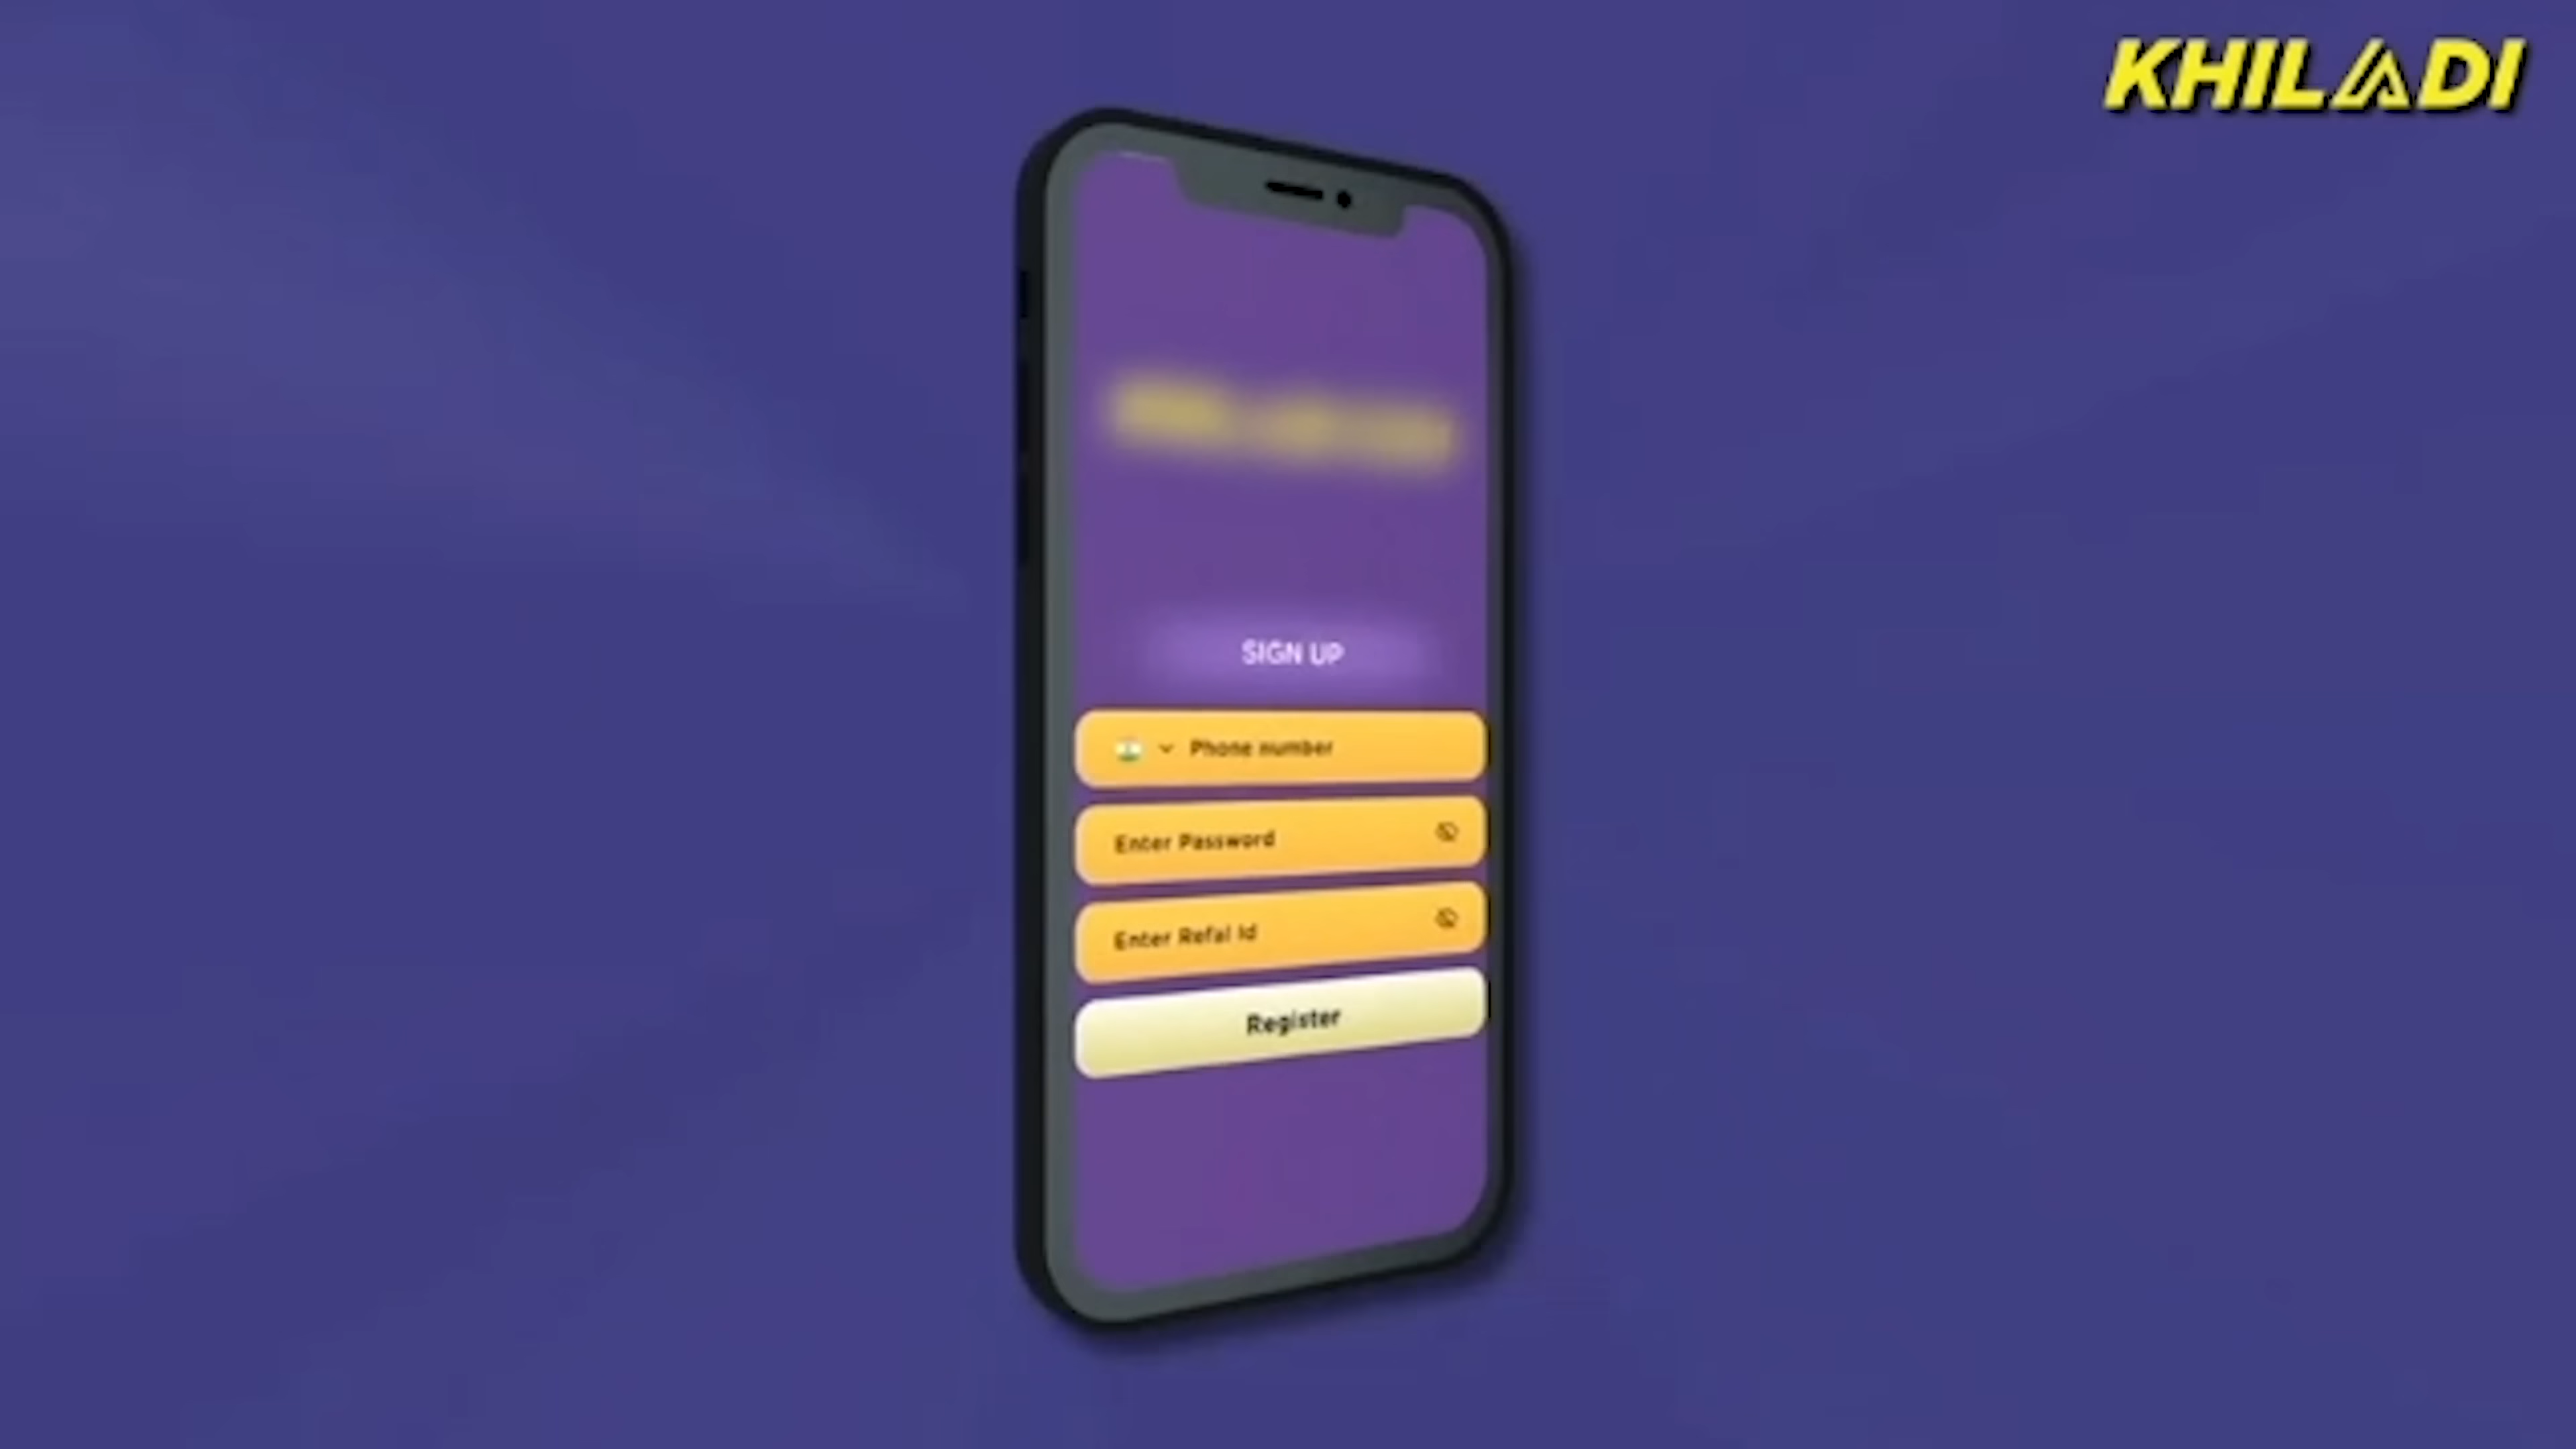 KHILADI
SIGN UP
Phone number
Enter Password
Enter Refal Id
Register